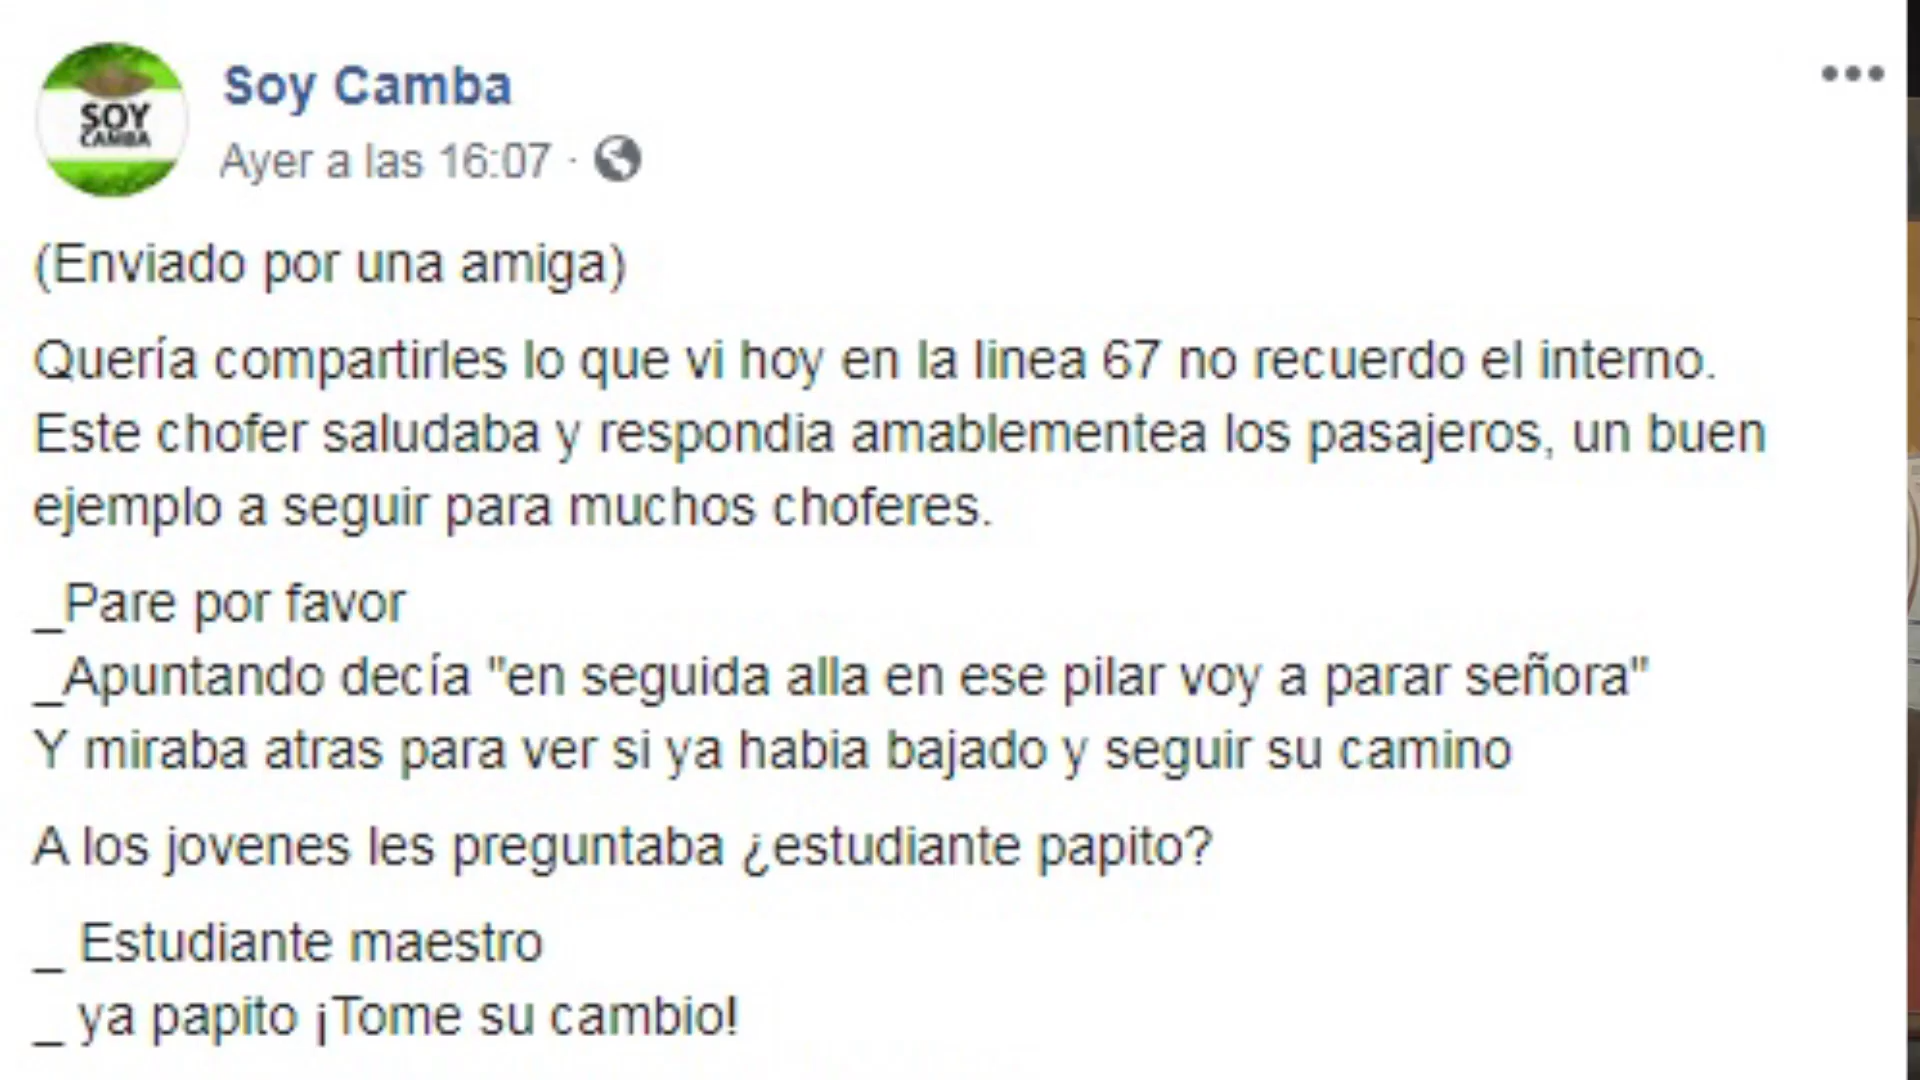 SOY
CAMBA
Soy Camba
Ayer a las 16:07 ·
(Enviado por una amiga)
Quería compartirles lo que vi hoy en la linea 67 no recuerdo el interno.
Este chofer saludaba y respondia amablementea los pasajeros, un buen
ejemplo a seguir para muchos choferes.
_Pare por favor
_Apuntando decía "en seguida alla en ese pilar voy a parar señora"
Y miraba atras para ver si ya habia bajado y seguir su camino
A los jovenes les preguntaba ¿estudiante papito?
_ Estudiante maestro
_ ya papito ¡Tome su cambio!